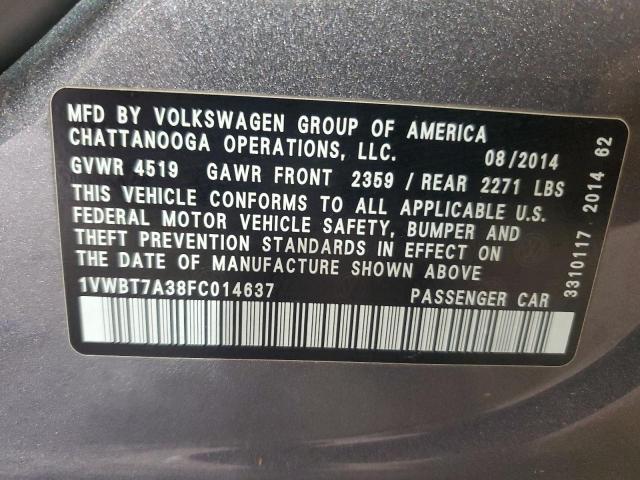 MFD BY VOLKSWAGEN GROUP OF AMERICA
CHATTANOOGA OPERATIONS, LLC. 08/2014
GVWR 4519 GAWR FRONT 2359 / REAR 2271 LBS
THIS VEHICLE CONFORMS TO ALL APPLICABLE U.S.
FEDERAL MOTOR VEHICLE SAFETY, BUMPER AND
THEFT PREVENTION STANDARDS IN EFFECT ON
THE DATE OF MANUFACTURE SHOWN ABOVE
1VWBT7A38FC014637 PASSENGER CAR
3310117 2014 62